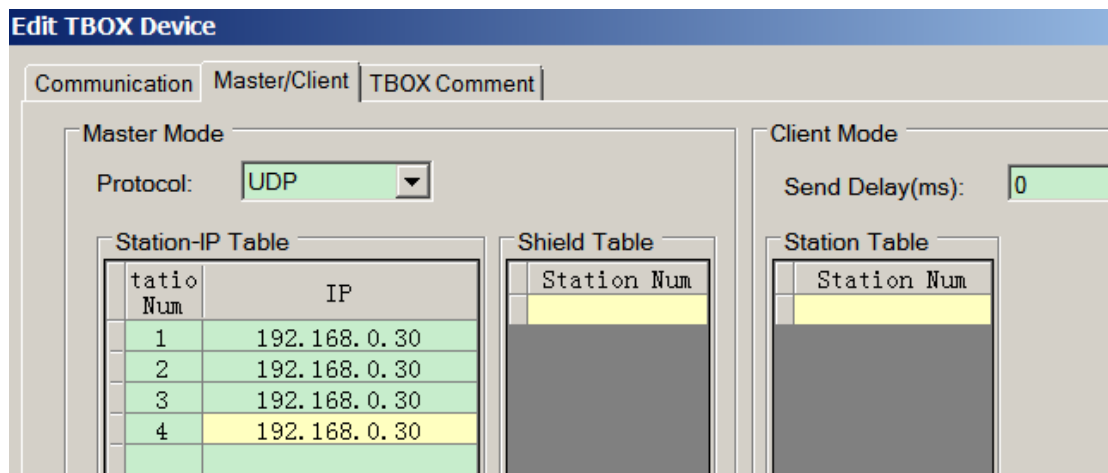 Edit TBOX Device
Communication Master/Client TBOX Comment
Master Mode
Protocol: UDP
Station-IP Table
tatio
Num
IP
1 192.168.0.30
2 192.168.0.30
3 192.168.0.30
4 192.168.0.30
Shield Table
Station Num
Client Mode
Send Delay(ms): 0
Station Table
Station Num